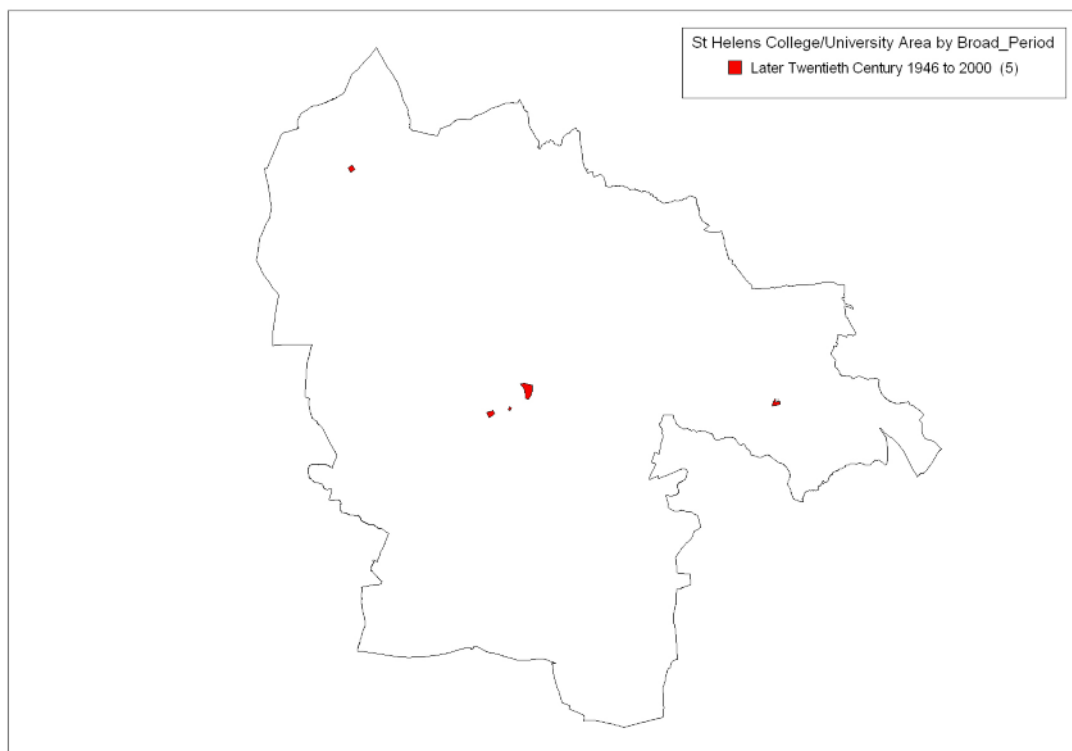 St Helens College/University Area by Broad_Period
Later Twentieth Century 1946 to 2000 (5)